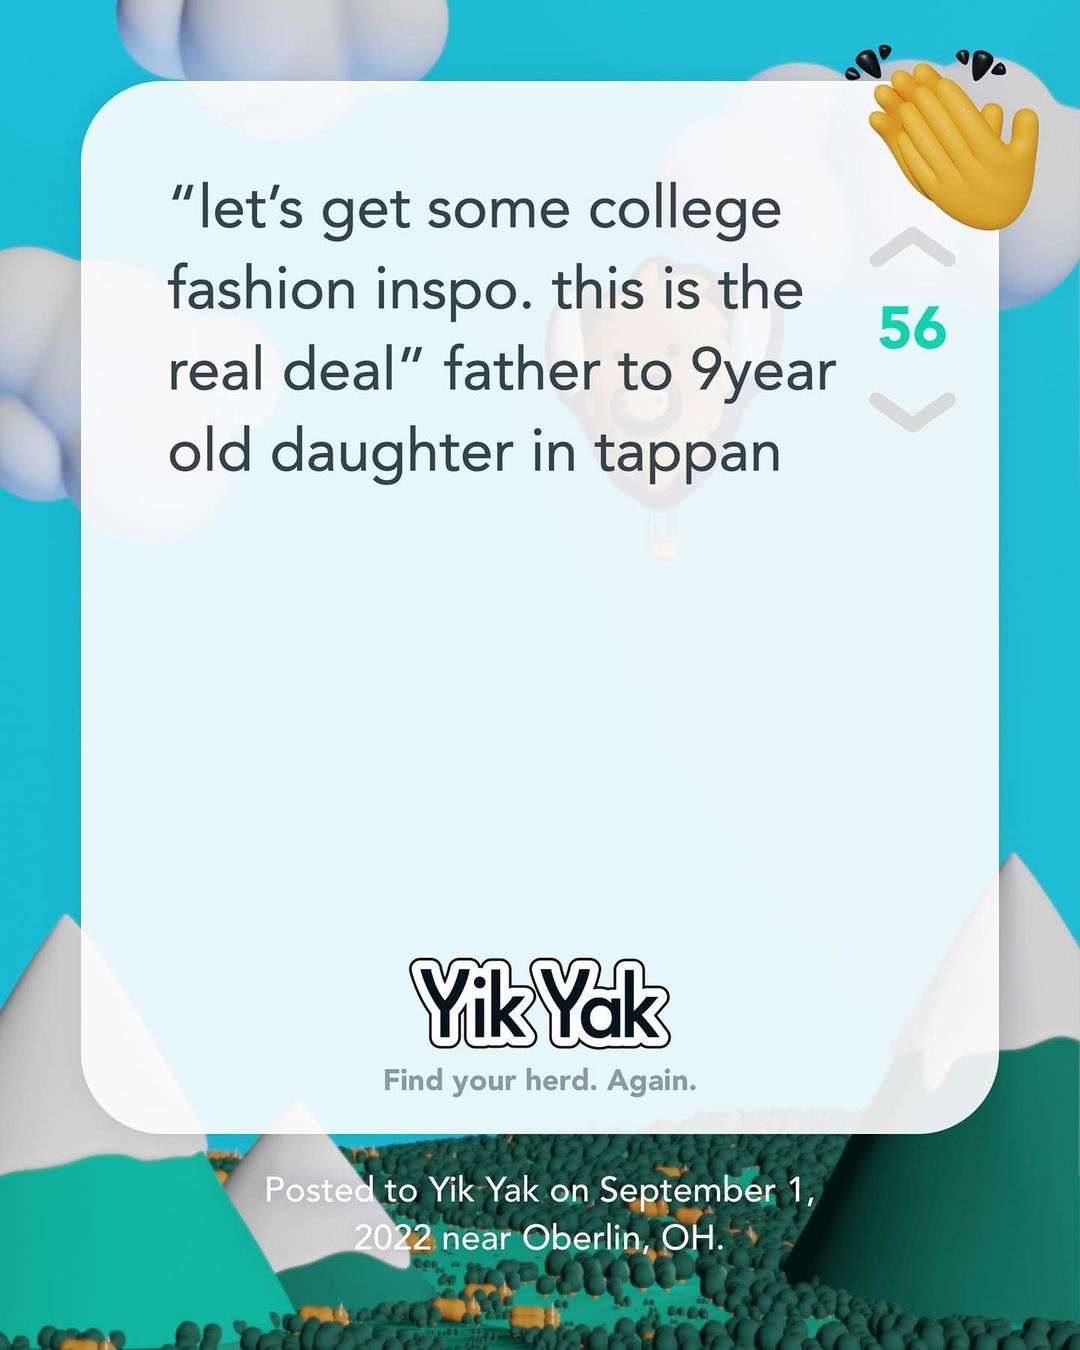 “let’s get some college
fashion inspo. this is the
real deal” father to 9year
old daughter in tappan
56
Yik Yak
Find your herd. Again.
Posted to Yik Yak on September 1,
2022 near Oberlin, OH.